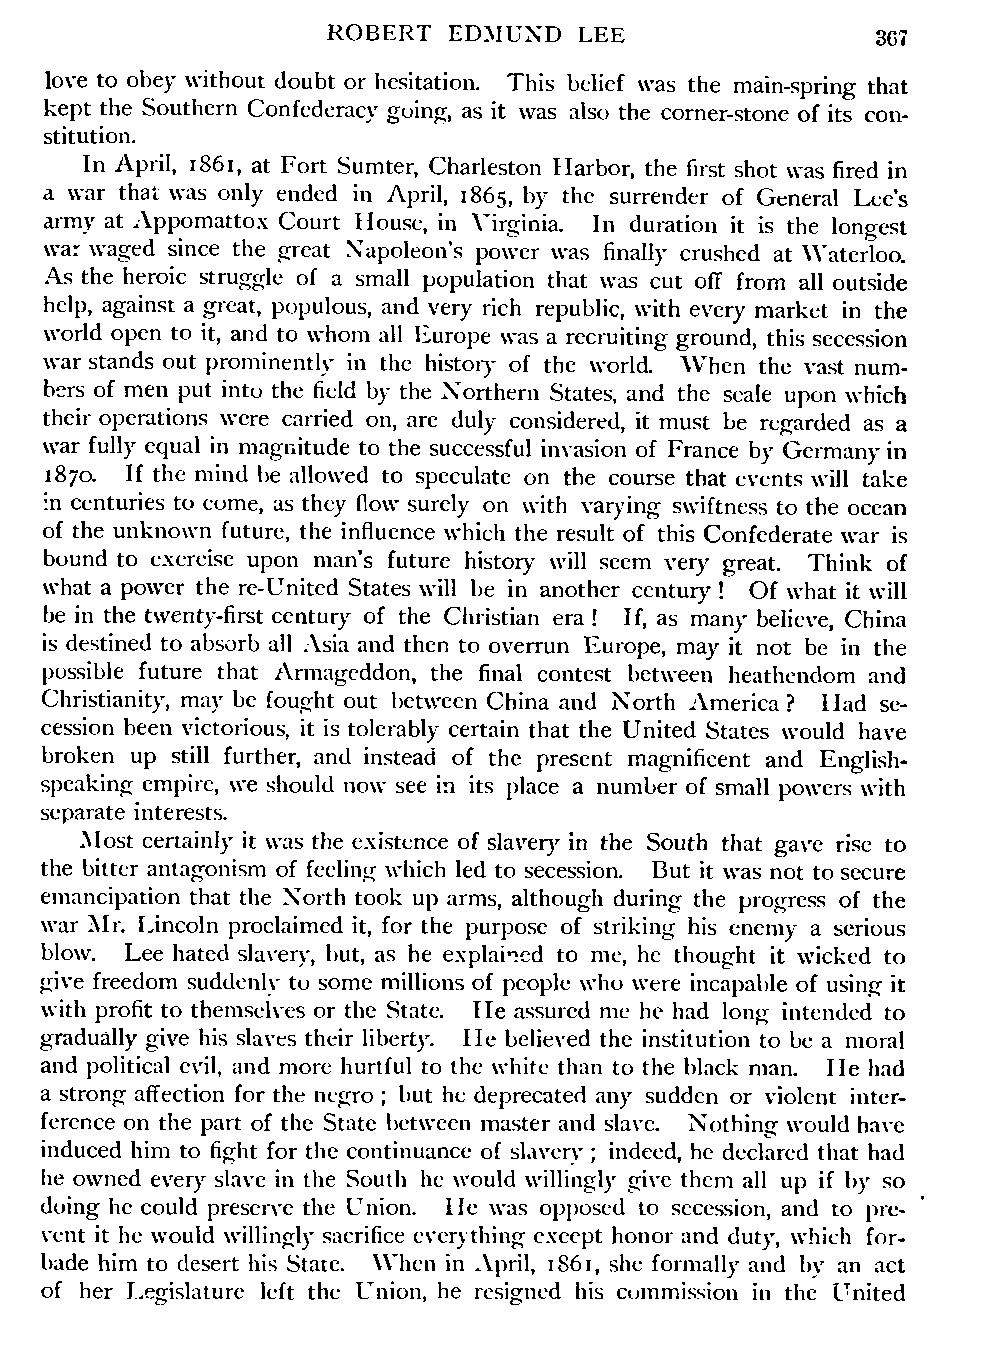 ROBERT EDMUND LEE 367
love to obey without doubt or hesitation. This belief was the main-spring that
kept the Southern Confederacy going, as it was also the corner-stone of its con-
stitution.
In April, 1861, at Fort Sumter, Charleston Harbor, the first shot was fired in
a war that was only ended in April, 1865, by the surrender of General Lee's
army at Appomattox Court House, in Virginia. In duration it is the longest
war waged since the great Napoleon's power was finally crushed at Waterloo.
As the heroic struggle of a small population that was cut off from all outside
help, against a great, populous, and very rich republic, with every market in the
world open to it, and to whom all Europe was a recruiting ground, this secession
war stands out prominently in the history of the world. When the vast num-
bers of men put into the field by the Northern States, and the scale upon which
their operations were carried on, are duly considered, it must be regarded as a
war fully equal in magnitude to the successful invasion of France by Germany in
1870. If the mind be allowed to speculate on the course that events will take
in centuries to come, as they flow surely on with varying swiftness to the ocean
of the unknown future, the influence which the result of this Confederate war is
bound to exercise upon man's future history will seem very great. Think of
what a power the re-United States will be in another century! Of what it will
be in the twenty-first century of the Christian era! If, as many believe, China
is destined to absorb all Asia and then to overrun Europe, may it not be in the
possible future that Armageddon, the final contest between heathendom and
Christianity, may be fought out between China and North America? Had se-
cession been victorious, it is tolerably certain that the United States would have
broken up still further, and instead of the present magnificent and English-
speaking empire, we should now see in its place a number of small powers with
separate interests.
Most certainly it was the existence of slavery in the South that gave rise to
the bitter antagonism of feeling which led to secession. But it was not to secure
emancipation that the North took up arms, although during the progress of the
war Mr. Lincoln proclaimed it, for the purpose of striking his enemy a serious
blow. Lee hated slavery, but, as he explained to me, he thought it wicked to
give freedom suddenly to some millions of people who were incapable of using it
with profit to themselves or the State. He assured me he had long intended to
gradually give his slaves their liberty. He believed the institution to be a moral
and political evil, and more hurtful to the white than to the black man. He had
a strong affection for the negro; but he deprecated any sudden or violent inter-
ference on the part of the State between master and slave. Nothing would have
induced him to fight for the continuance of slavery; indeed, he declared that had
he owned every slave in the South he would willingly give them all up if by so
doing he could preserve the Union. He was opposed to secession, and to pre-
vent it he would willingly sacrifice everything except honor and duty, which for-
bade him to desert his State. When in April, 1861, she formally and by an act
of her Legislature left the Union, he resigned his commission in the United